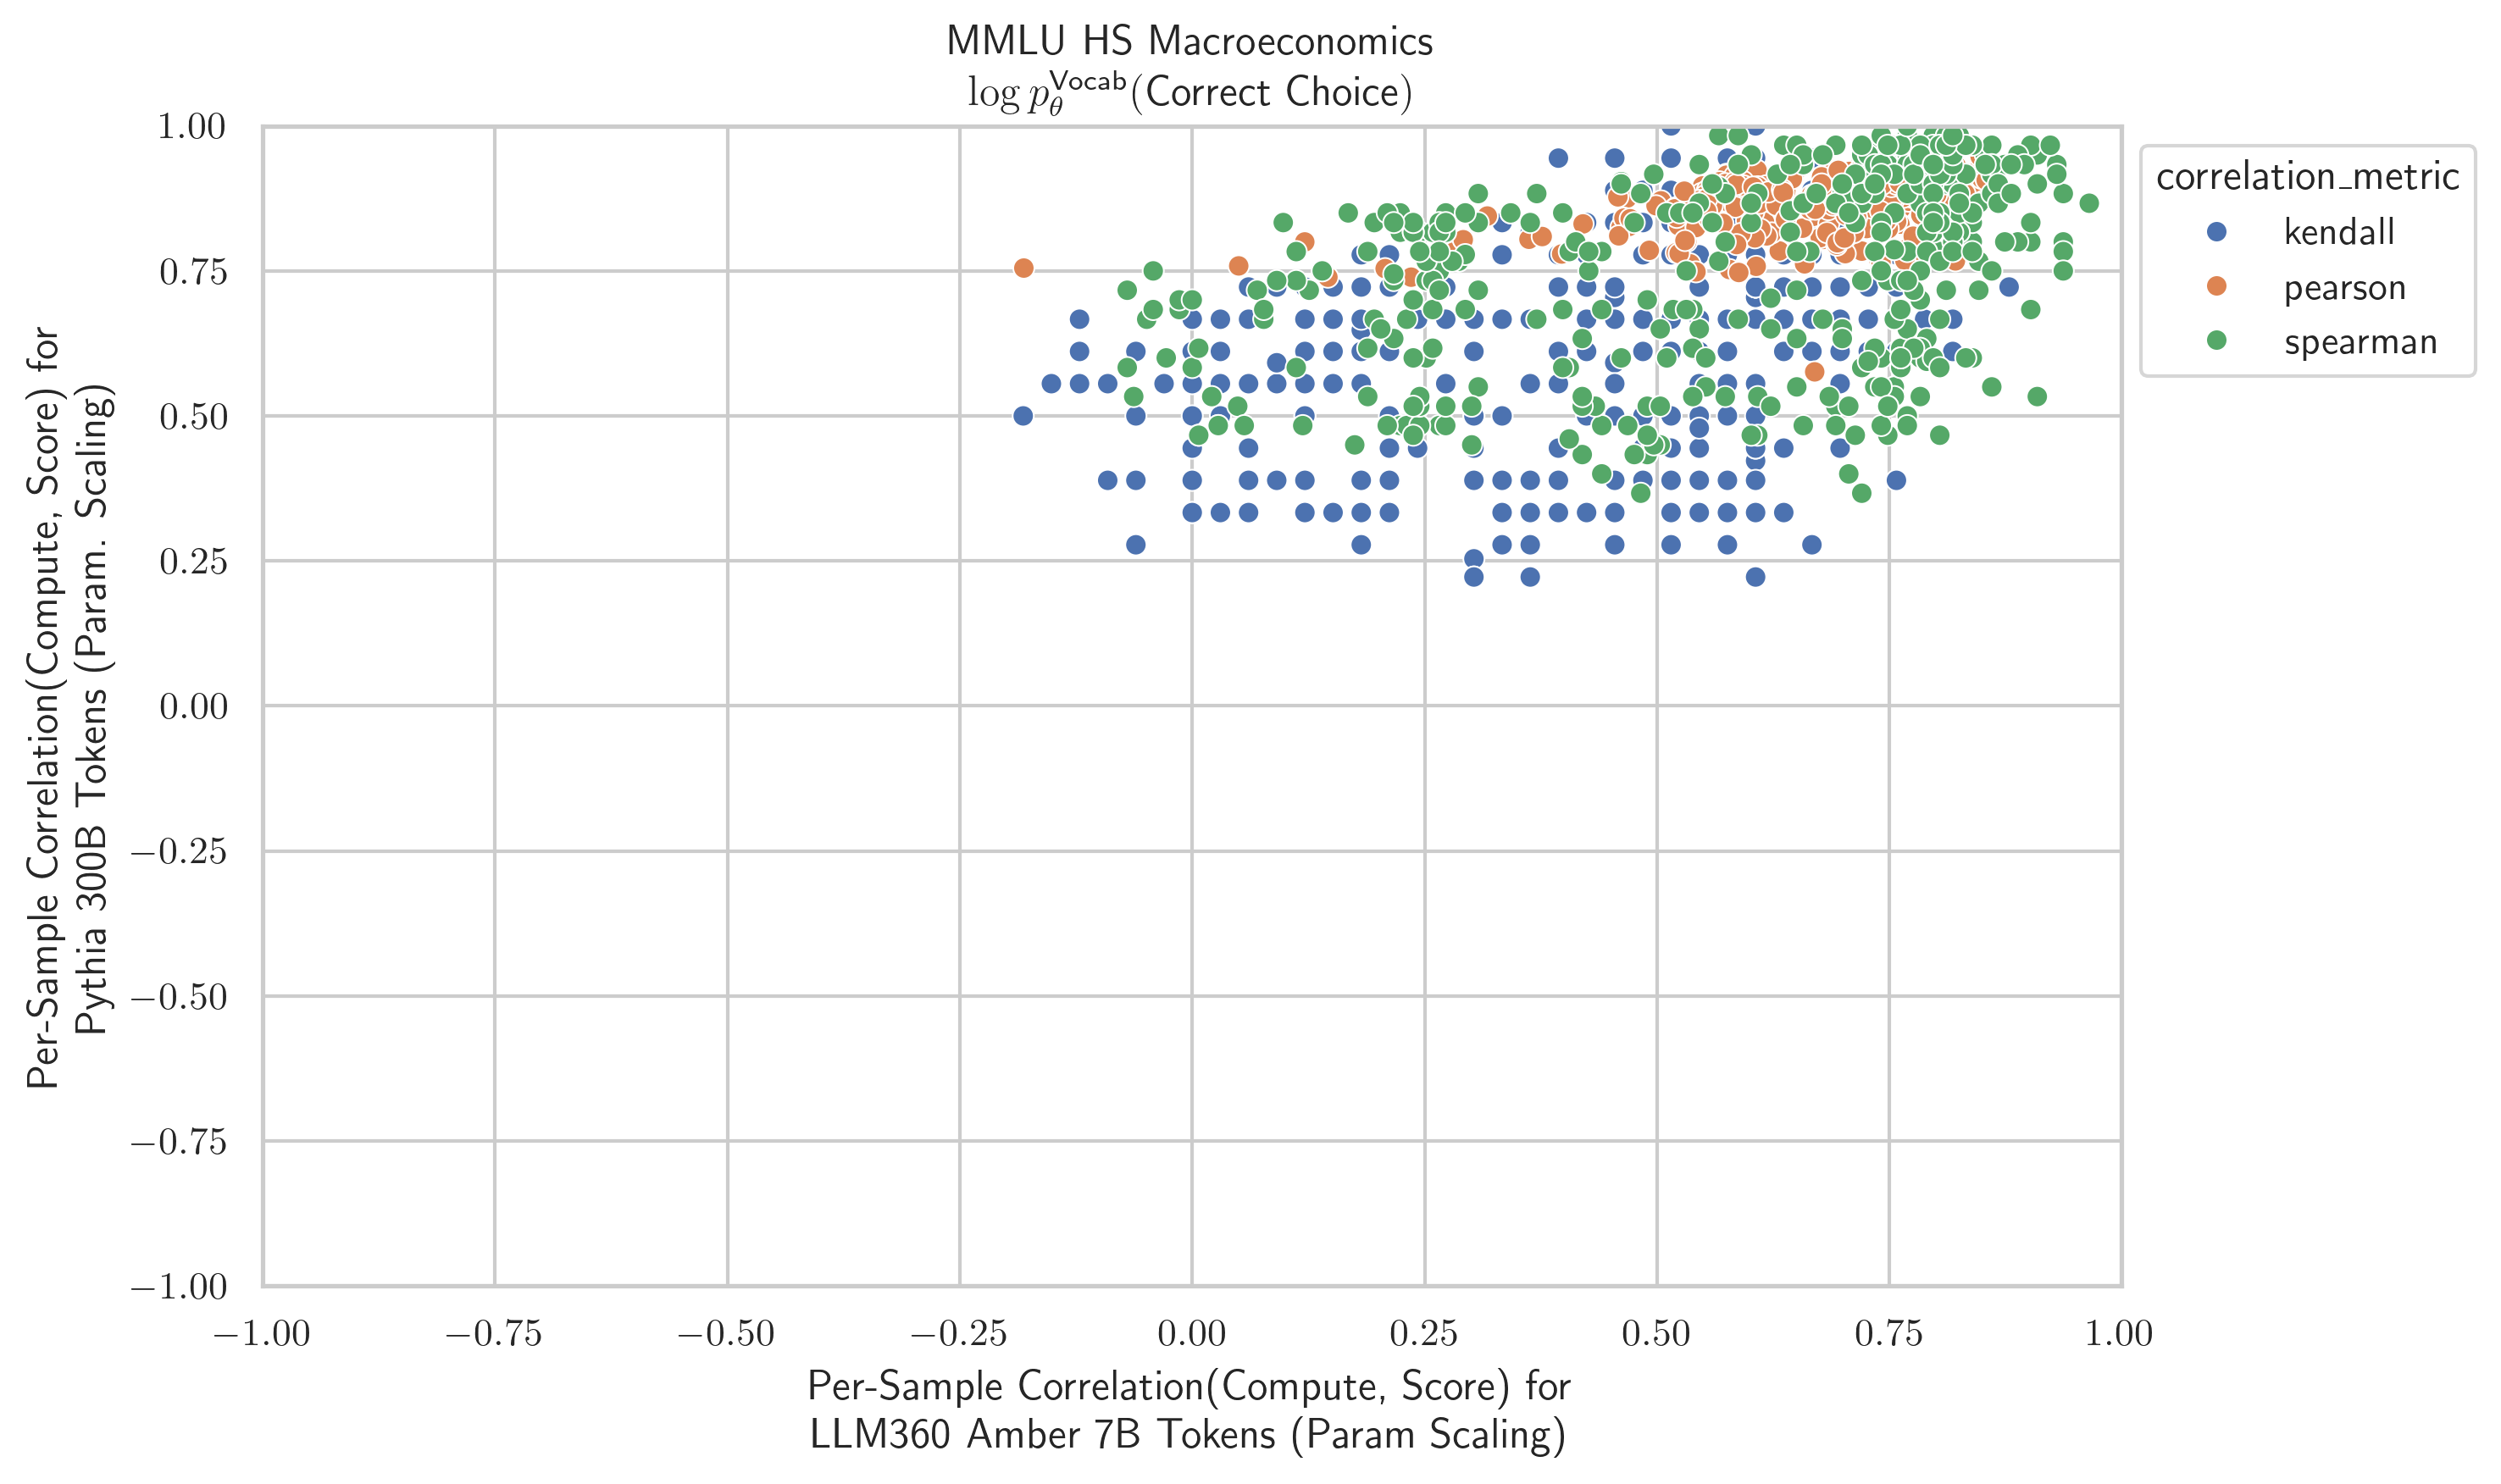 MMLU HS Macroeconomics
log p_θ^Vocab(Correct Choice)
1.00
0.75
0.50
0.25
0.00
−0.25
−0.50
−0.75
−1.00
Per-Sample Correlation(Compute, Score) for
Pythia 300B Tokens (Param. Scaling)
correlation_metric
kendall
pearson
spearman
−1.00 −0.75 −0.50 −0.25 0.00 0.25 0.50 0.75 1.00
Per-Sample Correlation(Compute, Score) for
LLM360 Amber 7B Tokens (Param Scaling)